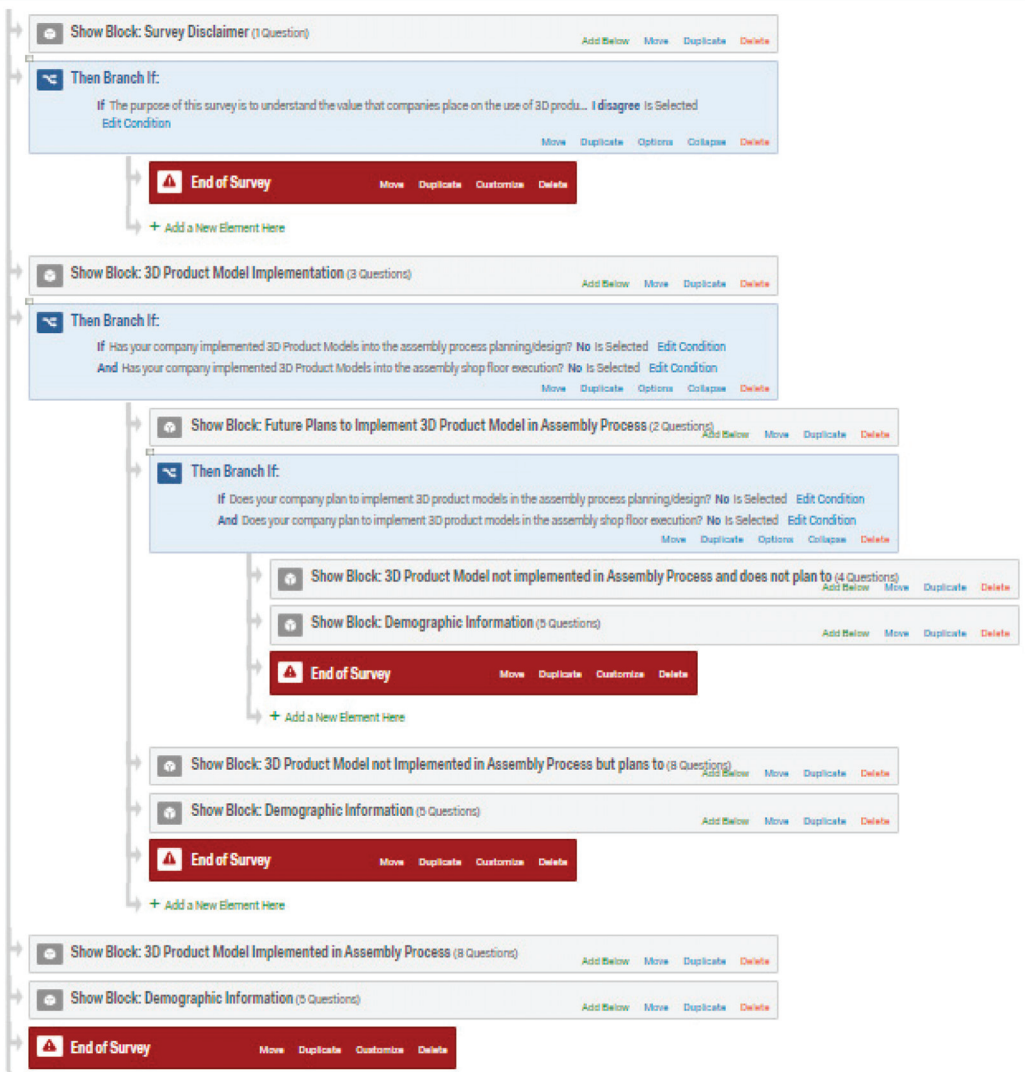 Show Block: Survey Disclaimer (1 Question)
Add Below Move Duplicate Delete
Then Branch If:
If The purpose of this survey is to understand the value that companies place on the use of 3D produ... I disagree Is Selected
Edit Condition
Move Duplicate Options Collapse Delete
End of Survey Move Duplicate Customize Delete
+ Add a New Element Here
Show Block: 3D Product Model Implementation (3 Questions)
Add Below Move Duplicate Delete
Then Branch If:
If Has your company implemented 3D Product Models into the assembly process planning/design? No Is Selected Edit Condition
And Has your company implemented 3D Product Models into the assembly shop floor execution? No Is Selected Edit Condition
Move Duplicate Options Collapse Delete
Show Block: Future Plans to Implement 3D Product Model in Assembly Process (2 Questions)
Add Below Move Duplicate Delete
Then Branch If:
If Does your company plan to implement 3D product models in the assembly process planning/design? No Is Selected Edit Condition
And Does your company plan to implement 3D product models in the assembly shop floor execution? No Is Selected Edit Condition
Move Duplicate Options Collapse Delete
Show Block: 3D Product Model not implemented in Assembly Process and does not plan to (4 Questions)
Add Below Move Duplicate Delete
Show Block: Demographic Information (5 Questions)
Add Below Move Duplicate Delete
End of Survey Move Duplicate Customize Delete
+ Add a New Element Here
Show Block: 3D Product Model not Implemented in Assembly Process but plans to (8 Questions)
Add Below Move Duplicate Delete
Show Block: Demographic Information (5 Questions)
Add Below Move Duplicate Delete
End of Survey Move Duplicate Customize Delete
+ Add a New Element Here
Show Block: 3D Product Model Implemented in Assembly Process (8 Questions)
Add Below Move Duplicate Delete
Show Block: Demographic Information (5 Questions)
Add Below Move Duplicate Delete
End of Survey Move Duplicate Customize Delete